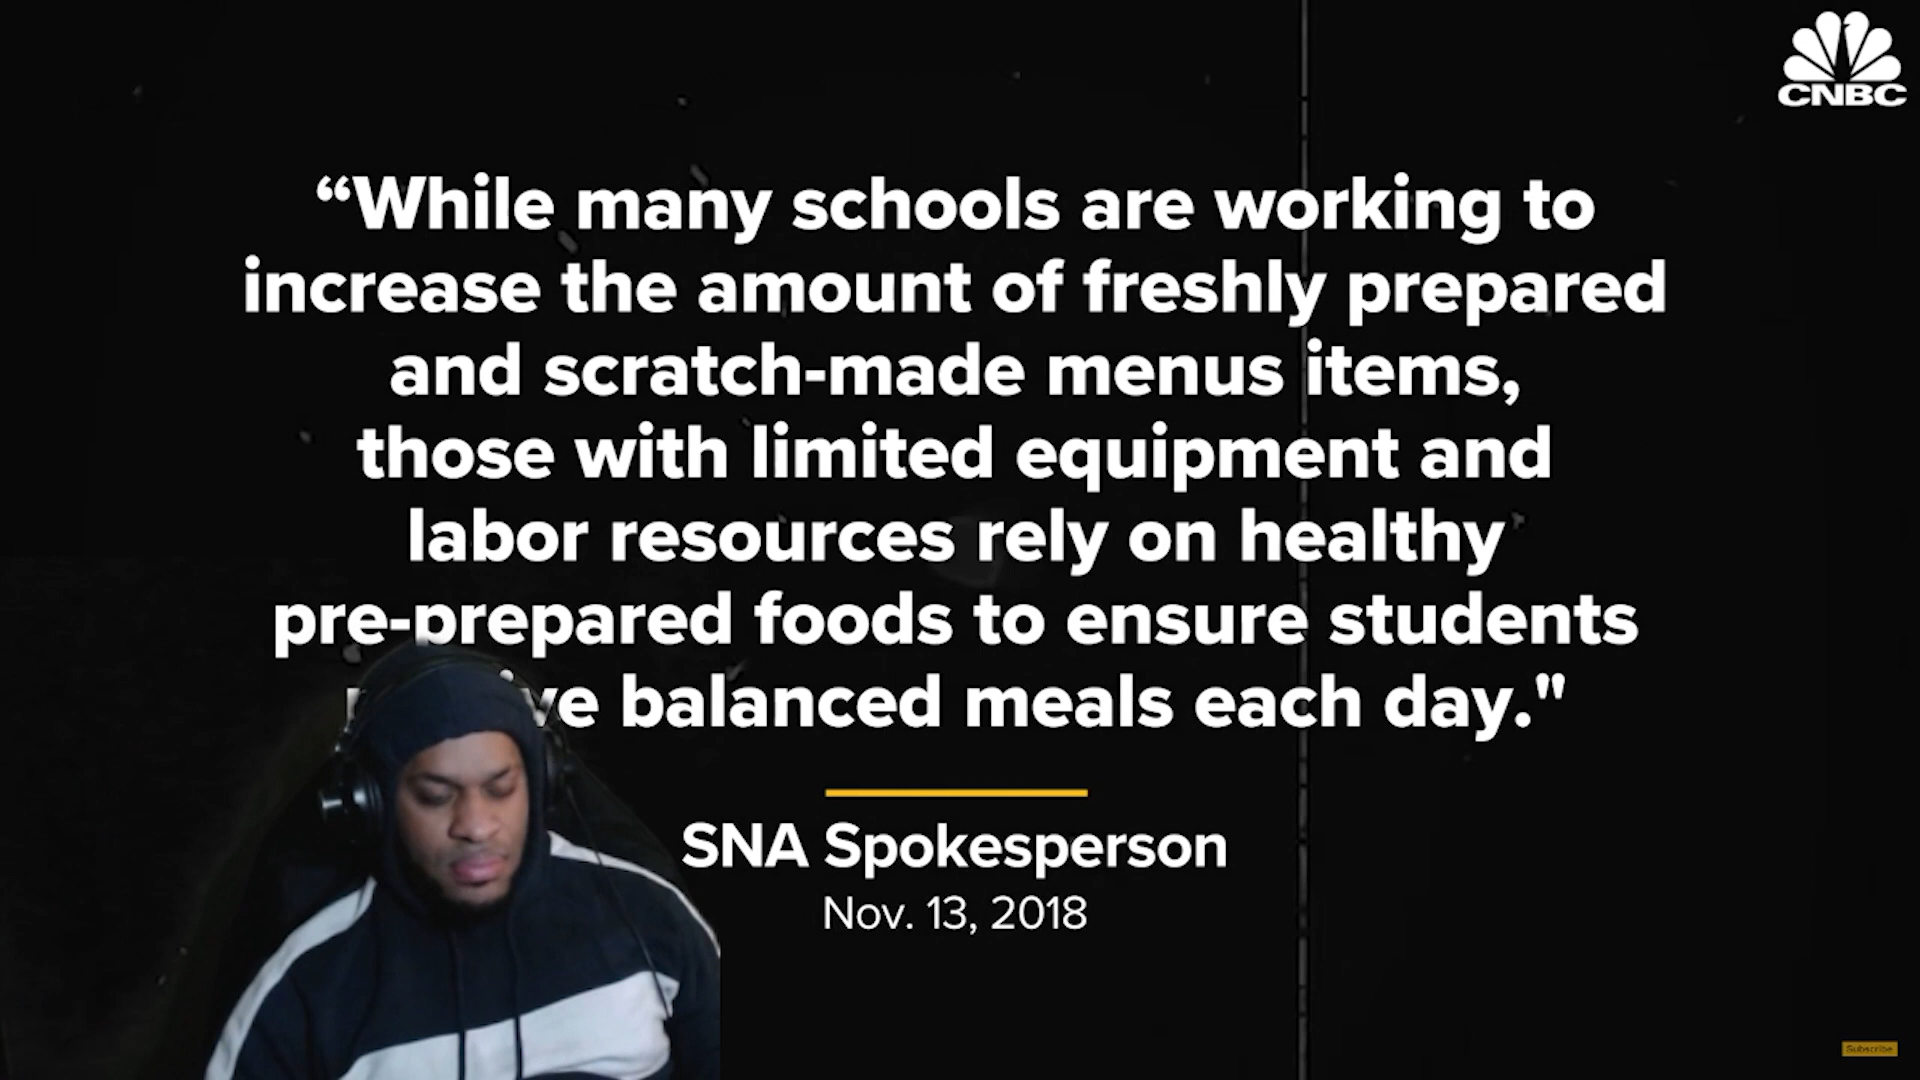 CNBC
“While many schools are working to
increase the amount of freshly prepared
and scratch-made menus items,
those with limited equipment and
labor resources rely on healthy
pre-prepared foods to ensure students
balanced meals each day."
SNA Spokesperson
Nov. 13, 2018
Subscribe